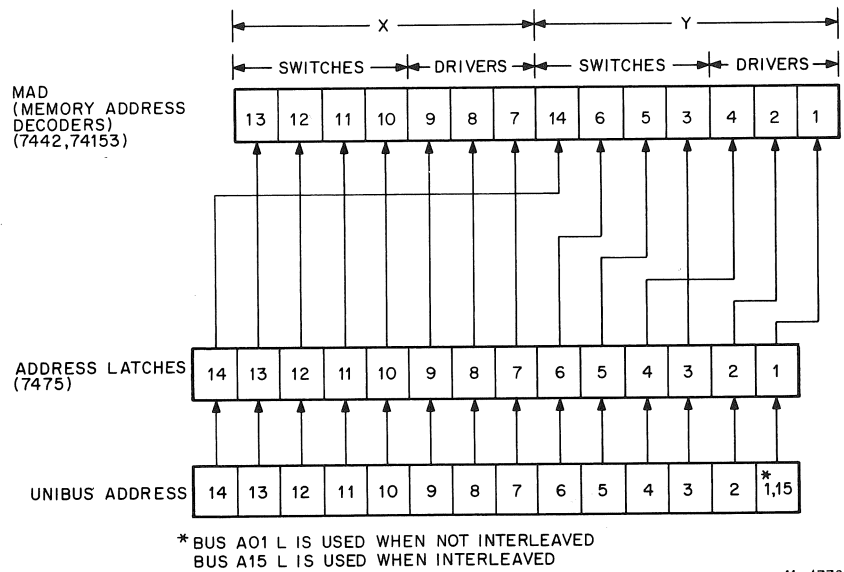 X Y
SWITCHES DRIVERS SWITCHES DRIVERS
MAD
(MEMORY ADDRESS
DECODERS)
(7442,74153)
13 12 11 10 9 8 7 14 6 5 3 4 2 1
ADDRESS LATCHES
(7475)
14 13 12 11 10 9 8 7 6 5 4 3 2 1
UNIBUS ADDRESS
14 13 12 11 10 9 8 7 6 5 4 3 2 *1,15
* BUS A01 L IS USED WHEN NOT INTERLEAVED
BUS A15 L IS USED WHEN INTERLEAVED